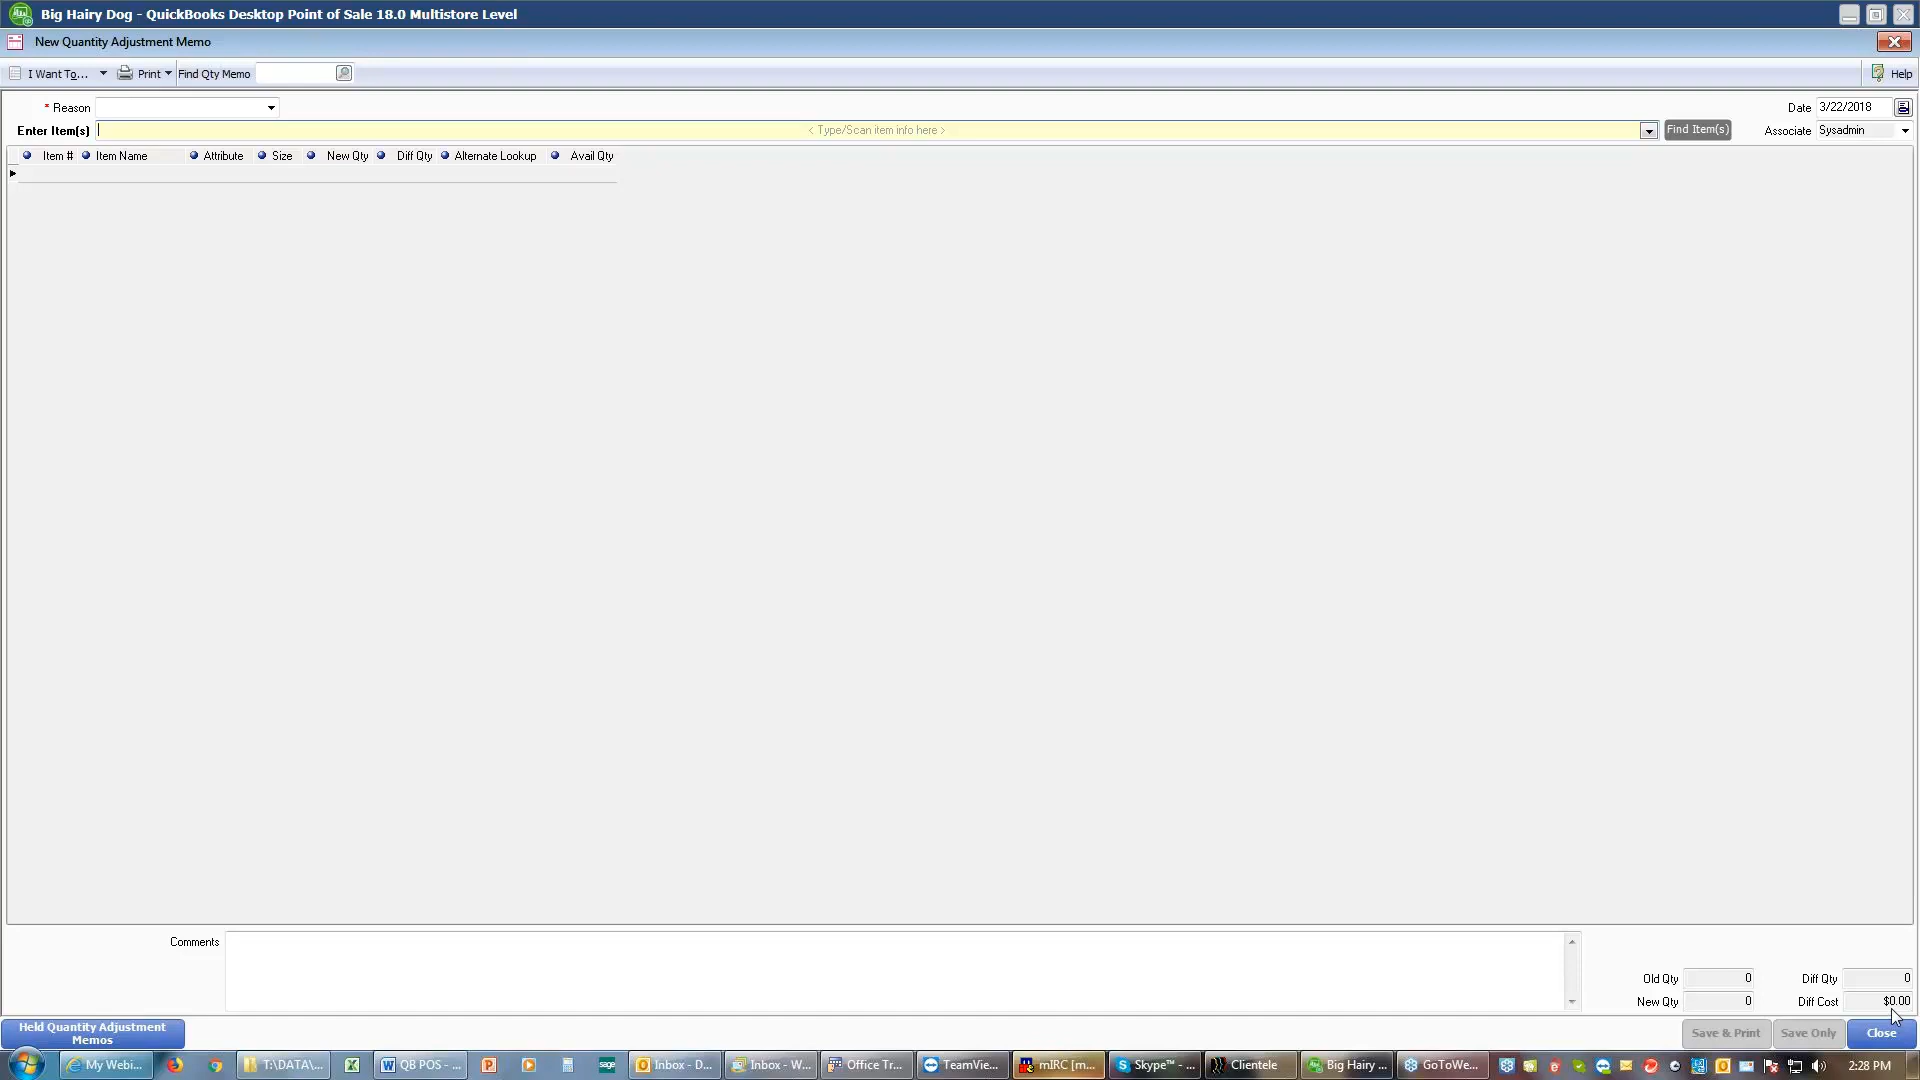 Big Hairy Dog - QuickBooks Desktop Point of Sale 18.0 Multistore Level
New Quantity Adjustment Memo
I Want To... Print Find Qty Memo Help
* Reason Date 3/22/2018
Enter Item(s) < Type/Scan item info here > Find Item(s) Associate Sysadmin
Item # Item Name Attribute Size New Qty Diff Qty Alternate Lookup Avail Qty
Comments
Old Qty 0 Diff Qty 0
New Qty 0 Diff Cost $0.00
Held Quantity Adjustment
Memos
Save & Print Save Only Close
My Webi... T:\DATA\... QB POS - ... sage Inbox - D... Inbox - W... Office Tr... TeamVie... mIRC [m... Skype™ - ... Clientele Big Hairy ... GoToWe... 2:28 PM